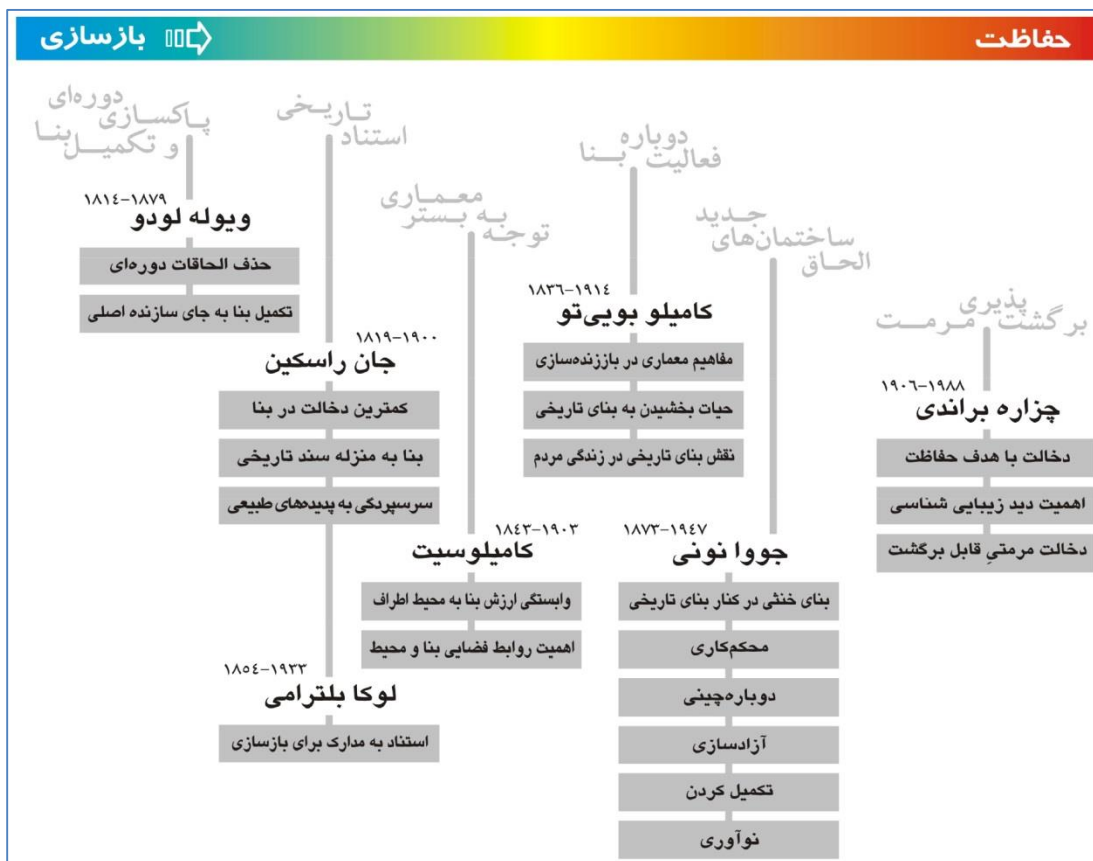 حفاظت
بازسازی
برگشت پذیری
مرمت
چزاره براندی
۱۹۰۶-۱۹۸۸
دخالت با هدف حفاظت
اهمیت دید زیبایی شناسی
دخالت مرمتیِ قابل برگشت
الحاق
ساختمان‌های
جدید
جووا نونی
۱۸۷۳-۱۹٤۷
بنای خنثی در کنار بنای تاریخی
محکم‌کاری
دوباره‌چینی
آزادسازی
تکمیل کردن
نوآوری
فعالیت دوباره
بنا
۱۸۳٦-۱۹۱٤
کامیلو بویی‌تو
مفاهیم معماری در باززنده‌سازی
حیات بخشیدن به بنای تاریخی
نقش بنای تاریخی در زندگی مردم
توجه به بستر
معماری
۱۸٤۳-۱۹۰۳
کامیلوسیت
وابستگی ارزش بنا به محیط اطراف
اهمیت روابط فضایی بنا و محیط
استناد
تاریخی
۱۸۱۹-۱۹۰۰
جان راسکین
کمترین دخالت در بنا
بنا به منزله سند تاریخی
سرسپردگی به پدیده‌های طبیعی
۱۸٥٤-۱۹۳۳
لوکا بلترامی
استناد به مدارک برای بازسازی
پاکسازی دوره‌ای
و تکمیل بنا
۱۸۱٤-۱۸۷۹
ویوله لودو
حذف الحاقات دوره‌ای
تکمیل بنا به جای سازنده اصلی